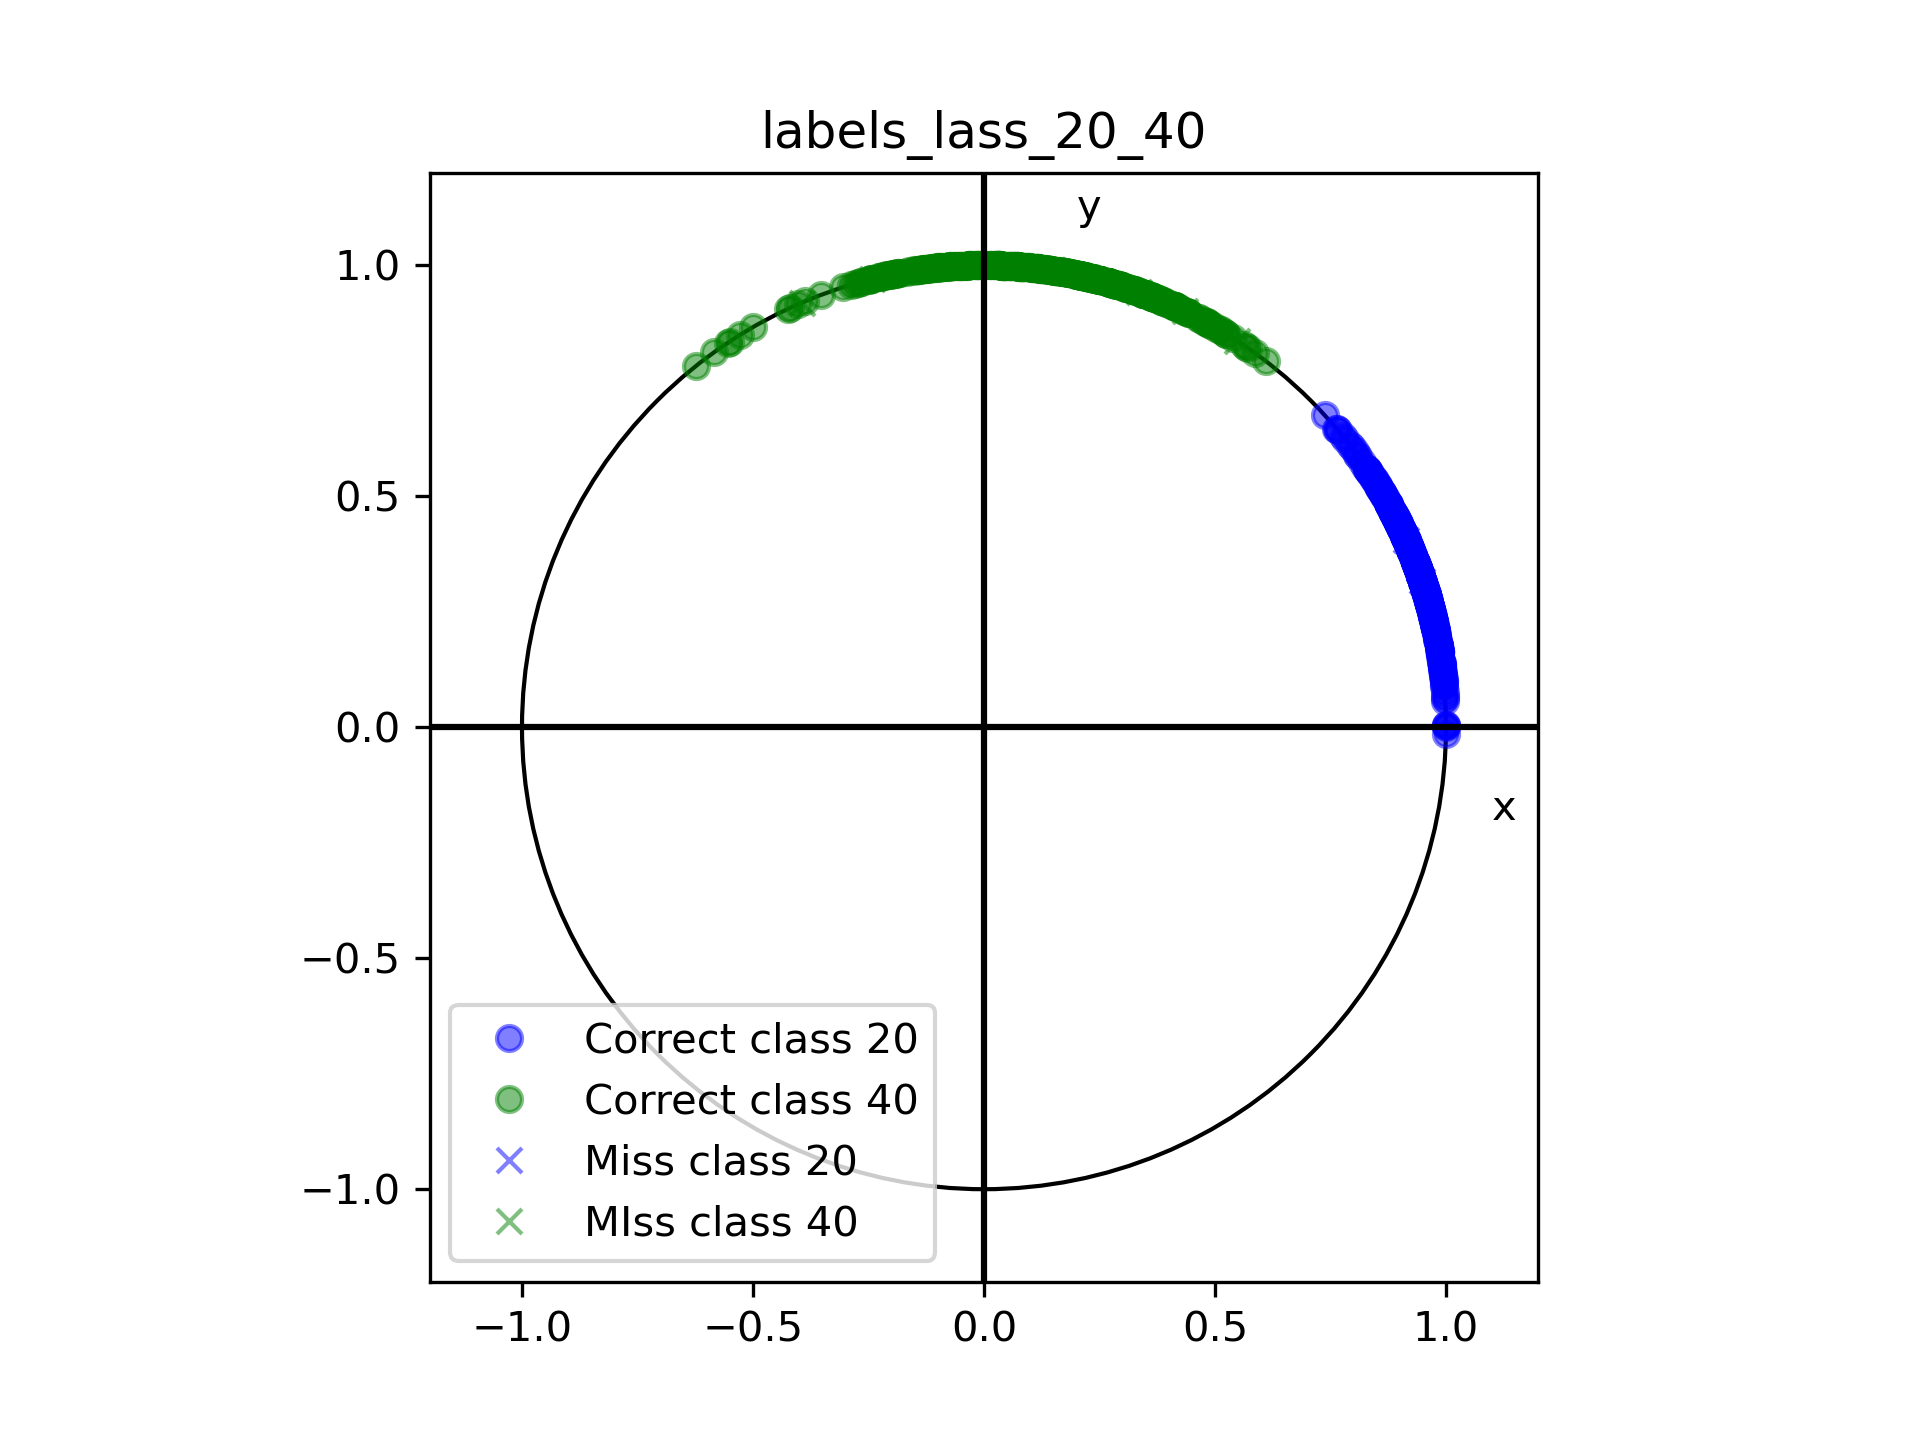 labels_lass_20_40
y
1.0
0.5
0.0
−0.5
−1.0
x
Correct class 20
Correct class 40
Miss class 20
MIss class 40
−1.0 −0.5 0.0 0.5 1.0